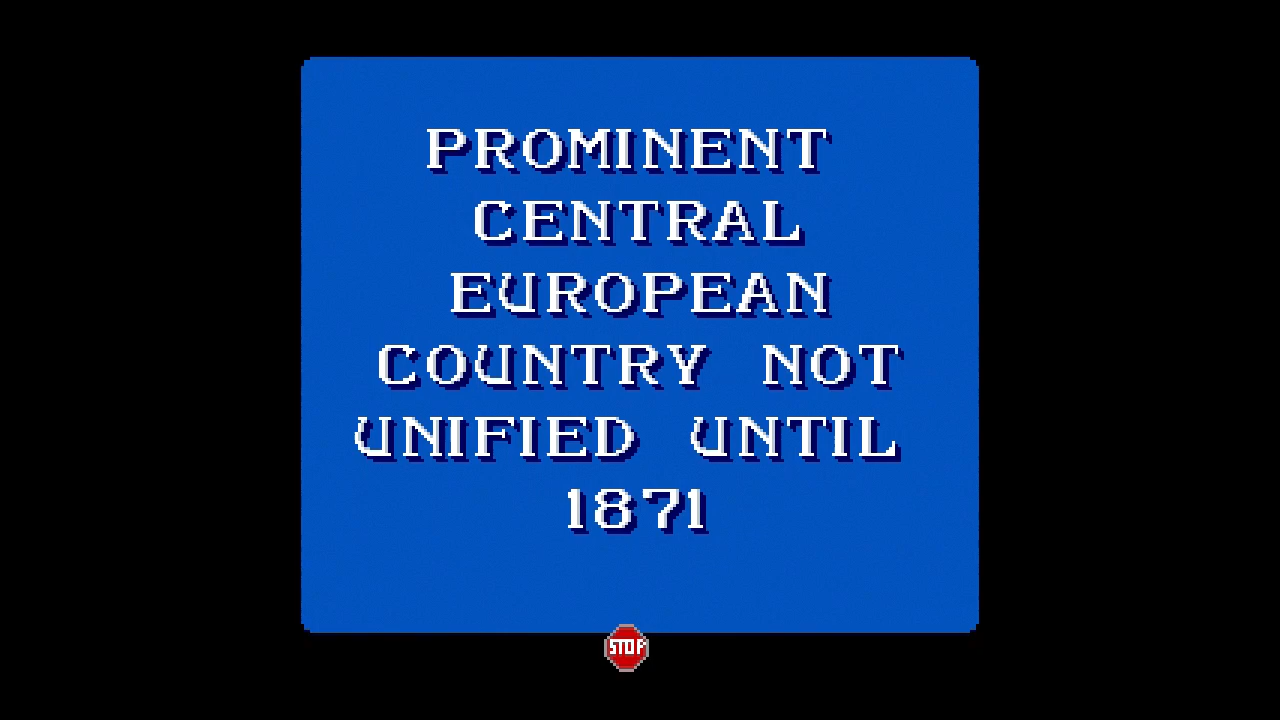 PROMINENT
CENTRAL
EUROPEAN
COUNTRY NOT
UNIFIED UNTIL
1871
STOP